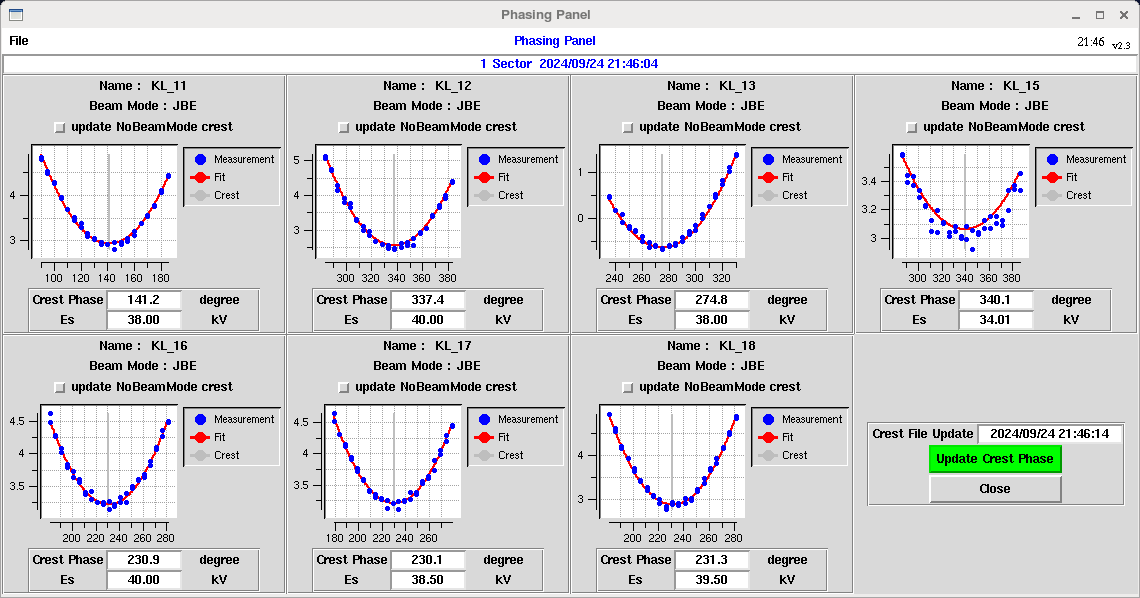 Phasing Panel
File
Phasing Panel
21:46 v2.3
1 Sector 2024/09/24 21:46:04
Name : KL_11
Beam Mode : JBE
update NoBeamMode crest
4
3
100 120 140 160 180
Measurement
Fit
Crest
Crest Phase 141.2 degree
Es 38.00 kV
Name : KL_12
Beam Mode : JBE
update NoBeamMode crest
5
4
3
300 320 340 360 380
Measurement
Fit
Crest
Crest Phase 337.4 degree
Es 40.00 kV
Name : KL_13
Beam Mode : JBE
update NoBeamMode crest
1
0
240 260 280 300 320
Measurement
Fit
Crest
Crest Phase 274.8 degree
Es 38.00 kV
Name : KL_15
Beam Mode : JBE
update NoBeamMode crest
3.4
3.2
3
300 320 340 360 380
Measurement
Fit
Crest
Crest Phase 340.1 degree
Es 34.01 kV
Name : KL_16
Beam Mode : JBE
update NoBeamMode crest
4.5
4
3.5
200 220 240 260 280
Measurement
Fit
Crest
Crest Phase 230.9 degree
Es 40.00 kV
Name : KL_17
Beam Mode : JBE
update NoBeamMode crest
4.5
4
3.5
180 200 220 240 260
Measurement
Fit
Crest
Crest Phase 230.1 degree
Es 38.50 kV
Name : KL_18
Beam Mode : JBE
update NoBeamMode crest
4
3
200 220 240 260 280
Measurement
Fit
Crest
Crest Phase 231.3 degree
Es 39.50 kV
Crest File Update 2024/09/24 21:46:14
Update Crest Phase
Close